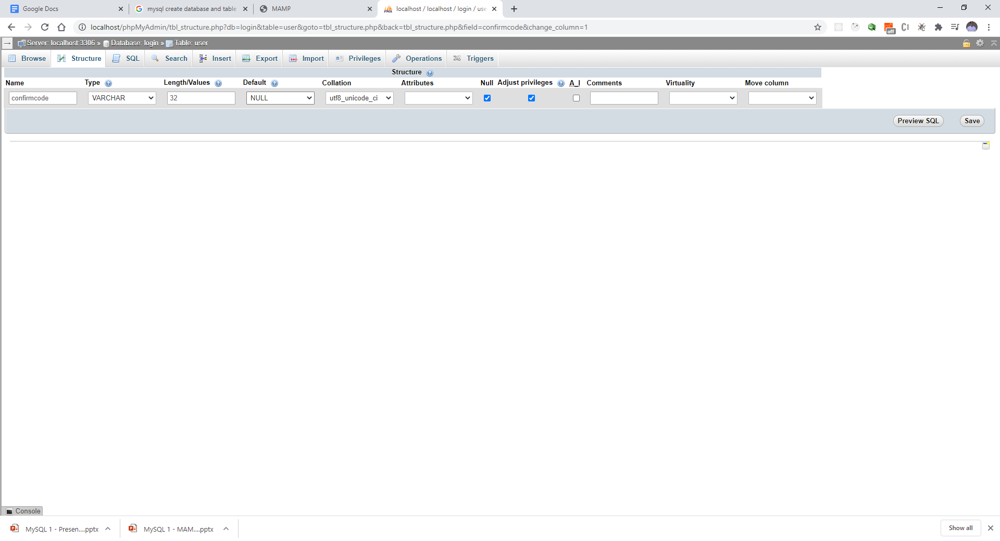 Google Docs
mysql create database and table
MAMP
localhost / localhost / login / use
localhost/phpMyAdmin/tbl_structure.php?db=login&table=user&goto=tbl_structure.php&back=tbl_structure.php&field=confirmcode&change_column=1
off
Server: localhost:3306 » Database: login » Table: user
Browse Structure SQL Search Insert Export Import Privileges Operations Triggers
Structure
Name Type Length/Values Default Collation Attributes Null Adjust privileges A_I Comments Virtuality Move column
confirmcode VARCHAR 32 NULL utf8_unicode_ci
Preview SQL Save
Console
MySQL 1 - Presen....pptx
MySQL 1 - MAM....pptx
Show all